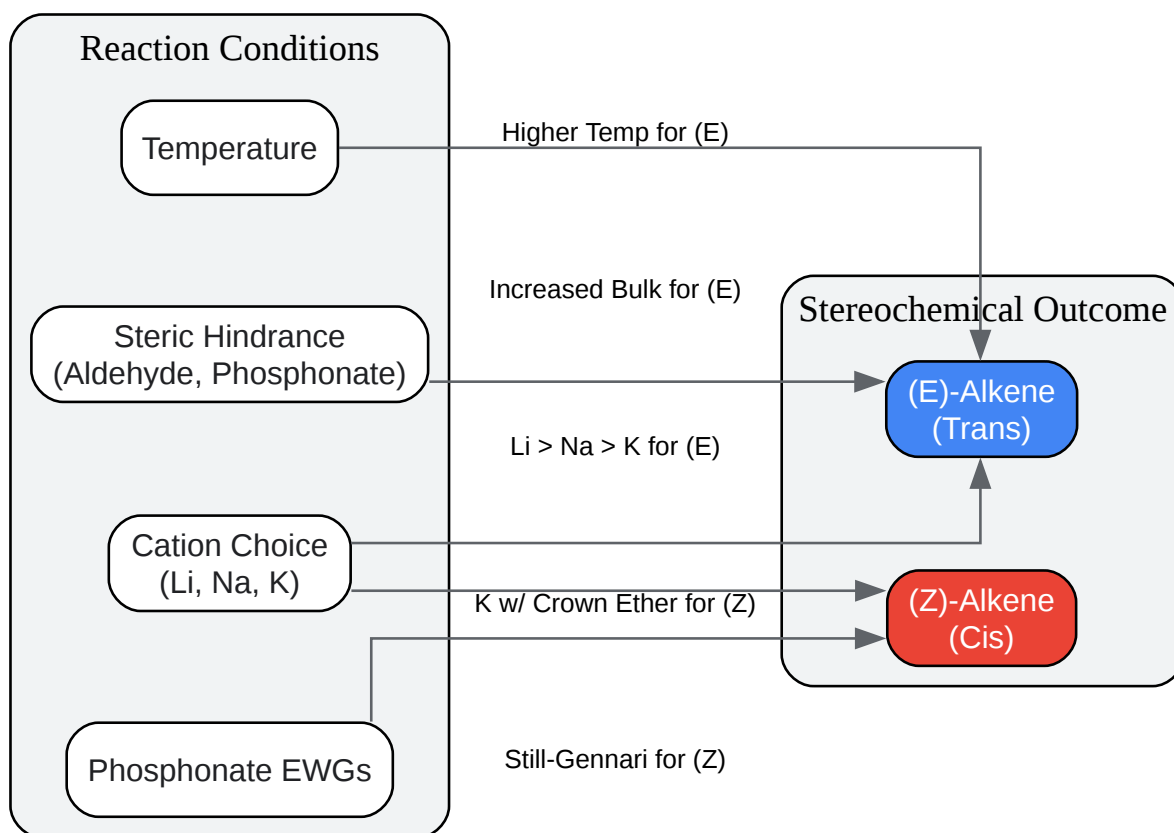 Reaction Conditions
Temperature
Higher Temp for (E)
Increased Bulk for (E)
Steric Hindrance
(Aldehyde, Phosphonate)
Li > Na > K for (E)
Cation Choice
(Li, Na, K)
K w/ Crown Ether for (Z)
Phosphonate EWGs
Still-Gennari for (Z)
Stereochemical Outcome
(E)-Alkene
(Trans)
(Z)-Alkene
(Cis)